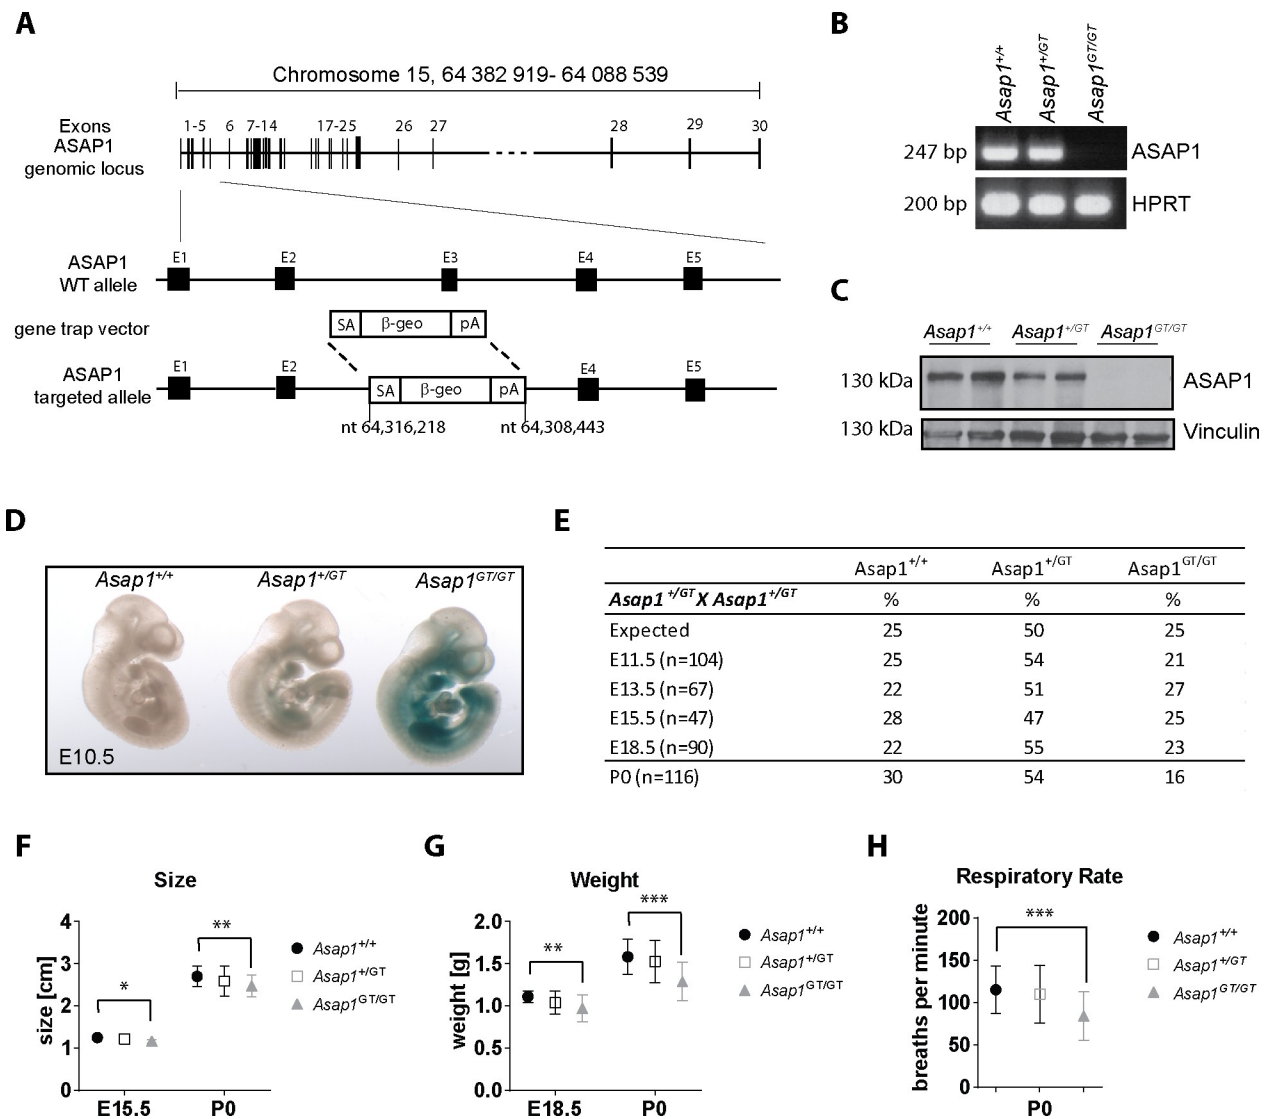 A
Chromosome 15, 64 382 919- 64 088 539
Exons
1-5 6 7-14 17-25 26 27 28 29 30
ASAP1
genomic locus
ASAP1
WT allele
E1 E2 E3 E4 E5
gene trap vector
SA β-geo pA
ASAP1
targeted allele
E1 E2 SA β-geo pA E4 E5
nt 64,316,218 nt 64,308,443
B
Asap1+/+ Asap1+/GT Asap1GT/GT
247 bp ASAP1
200 bp HPRT
C
Asap1+/+ Asap1+/GT Asap1GT/GT
130 kDa ASAP1
130 kDa Vinculin
D
Asap1+/+ Asap1+/GT Asap1GT/GT
E10.5
E
Asap1+/+ Asap1+/GT Asap1GT/GT
Asap1+/GT X Asap1+/GT % % %
Expected 25 50 25
E11.5 (n=104) 25 54 21
E13.5 (n=67) 22 51 27
E15.5 (n=47) 28 47 25
E18.5 (n=90) 22 55 23
P0 (n=116) 30 54 16
F
Size
size [cm]
4
3
2
1
0
*
**
E15.5 P0
Asap1+/+
Asap1+/GT
Asap1GT/GT
G
Weight
weight [g]
2.0
1.5
1.0
0.5
0.0
**
***
E18.5 P0
Asap1+/+
Asap1+/GT
Asap1GT/GT
H
Respiratory Rate
breaths per minute
200
150
100
50
0
***
P0
Asap1+/+
Asap1+/GT
Asap1GT/GT